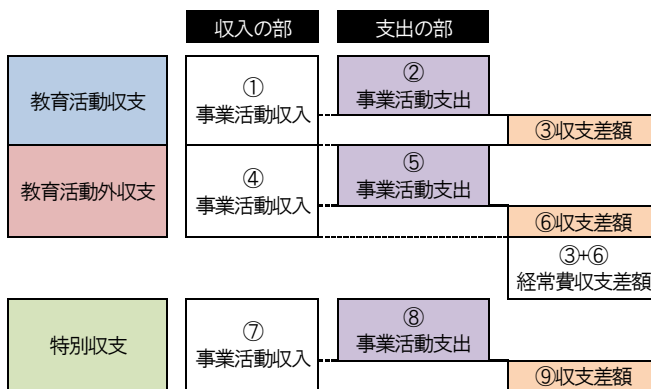 収入の部
支出の部
教育活動収支
①
事業活動収入
②
事業活動支出
③収支差額
教育活動外収支
④
事業活動収入
⑤
事業活動支出
⑥収支差額
③+⑥
経常費収支差額
特別収支
⑦
事業活動収入
⑧
事業活動支出
⑨収支差額